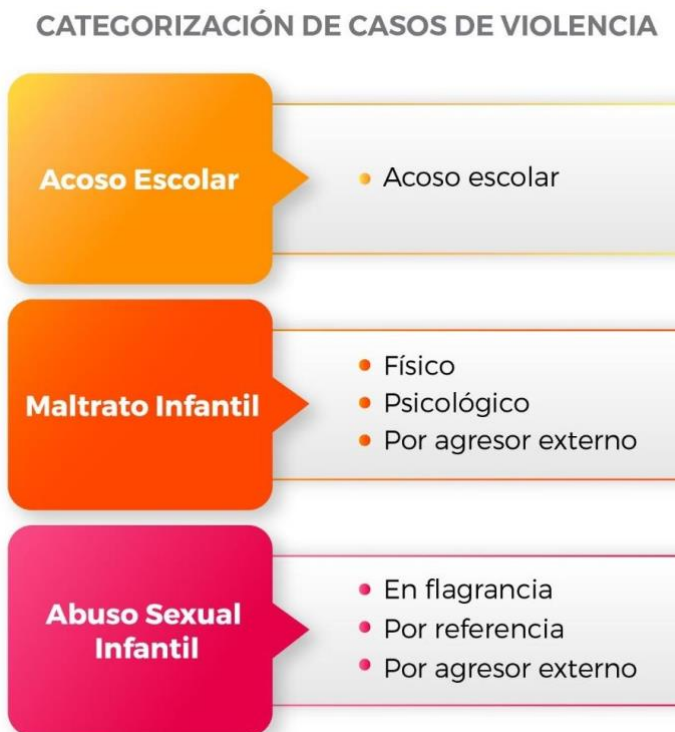 CATEGORIZACIÓN DE CASOS DE VIOLENCIA
Acoso Escolar
Acoso escolar
Maltrato Infantil
Físico
Psicológico
Por agresor externo
Abuso Sexual
Infantil
En flagrancia
Por referencia
Por agresor externo